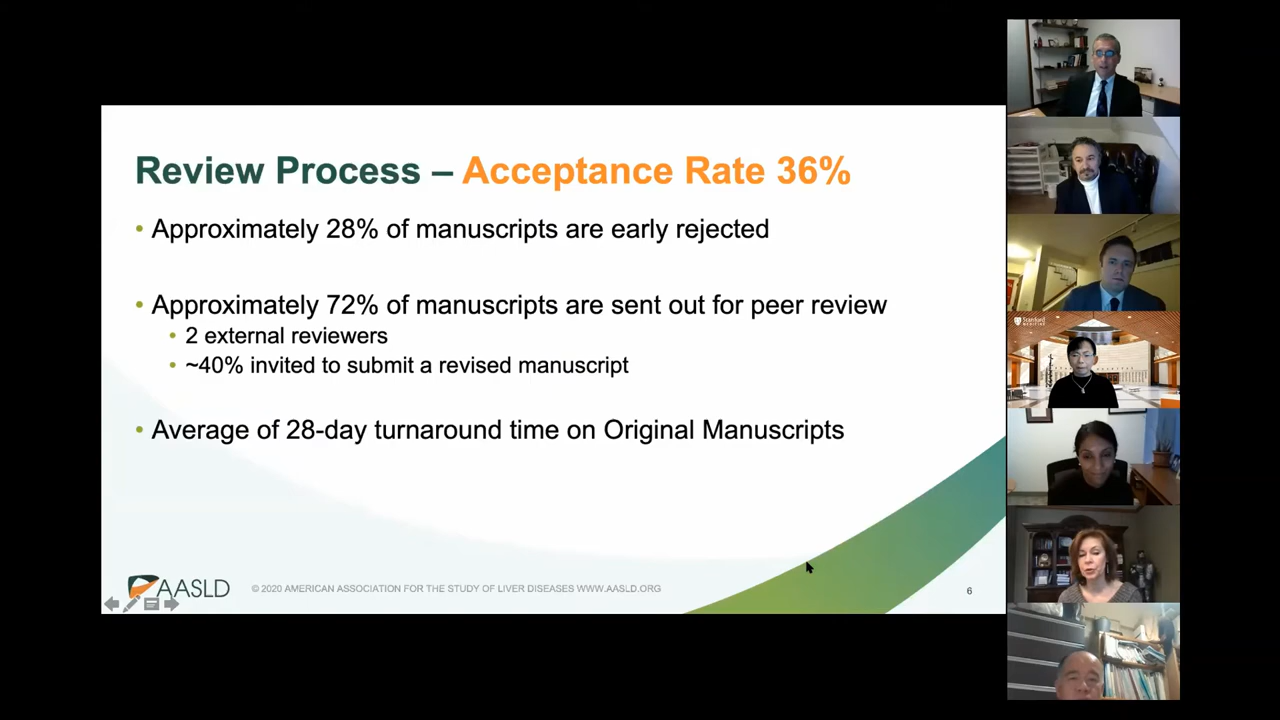 Review Process – Acceptance Rate 36%
• Approximately 28% of manuscripts are early rejected
• Approximately 72% of manuscripts are sent out for peer review
• 2 external reviewers
• ~40% invited to submit a revised manuscript
• Average of 28-day turnaround time on Original Manuscripts
AASLD
© 2020 AMERICAN ASSOCIATION FOR THE STUDY OF LIVER DISEASES WWW.AASLD.ORG
6
Stanford
MEDICINE